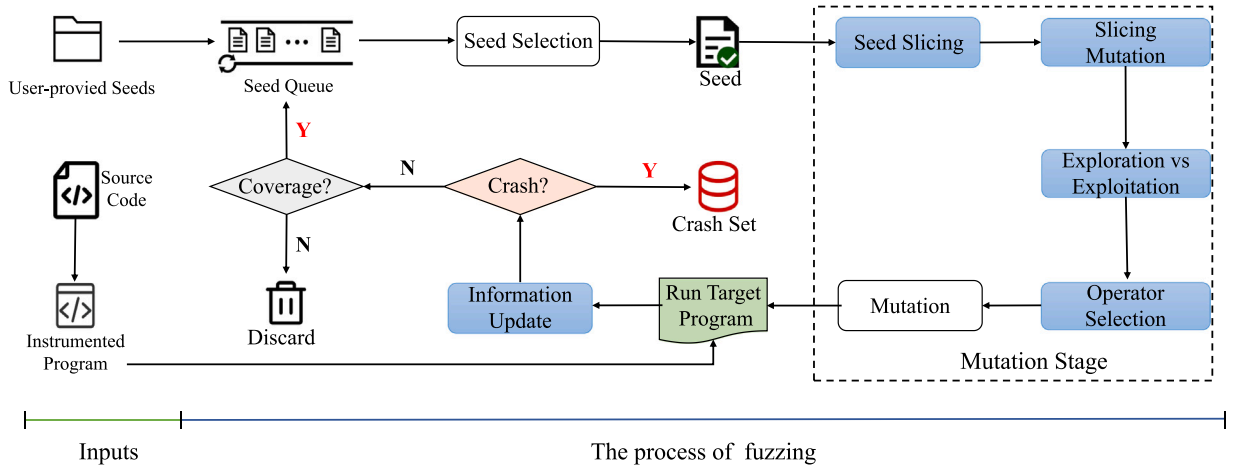 User-provied Seeds
Seed Queue
Seed Selection
Seed
Seed Slicing
Slicing
Mutation
Source
Code
Coverage?
Y
N
Crash?
N
Y
Crash Set
Exploration vs
Exploitation
Instrumented
Program
Discard
Information
Update
Run Target
Program
Mutation
Operator
Selection
Mutation Stage
Inputs
The process of fuzzing